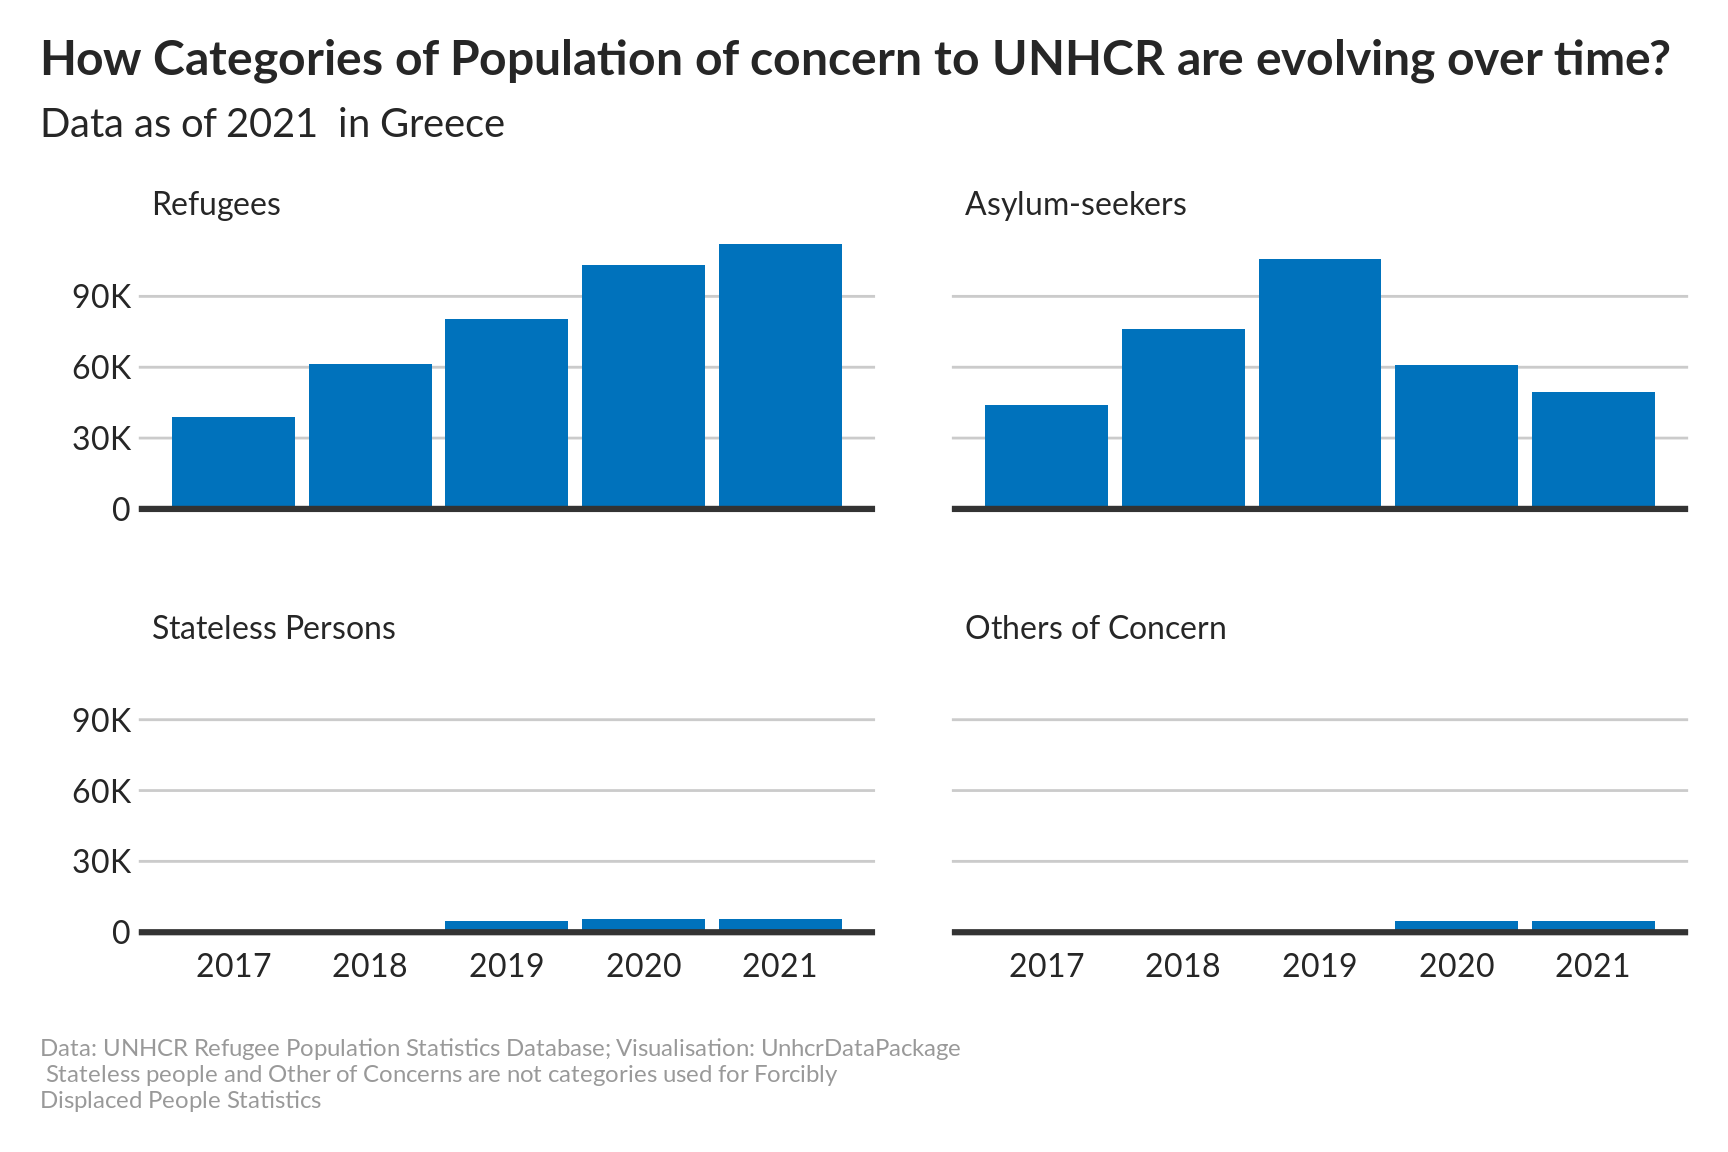 How Categories of Population of concern to UNHCR are evolving over time?
Data as of 2021  in Greece
Refugees
90K
60K
30K
0
Asylum-seekers
Stateless Persons
90K
60K
30K
0
2017 2018 2019 2020 2021
Others of Concern
2017 2018 2019 2020 2021
Data: UNHCR Refugee Population Statistics Database; Visualisation: UnhcrDataPackage
Stateless people and Other of Concerns are not categories used for Forcibly
Displaced People Statistics